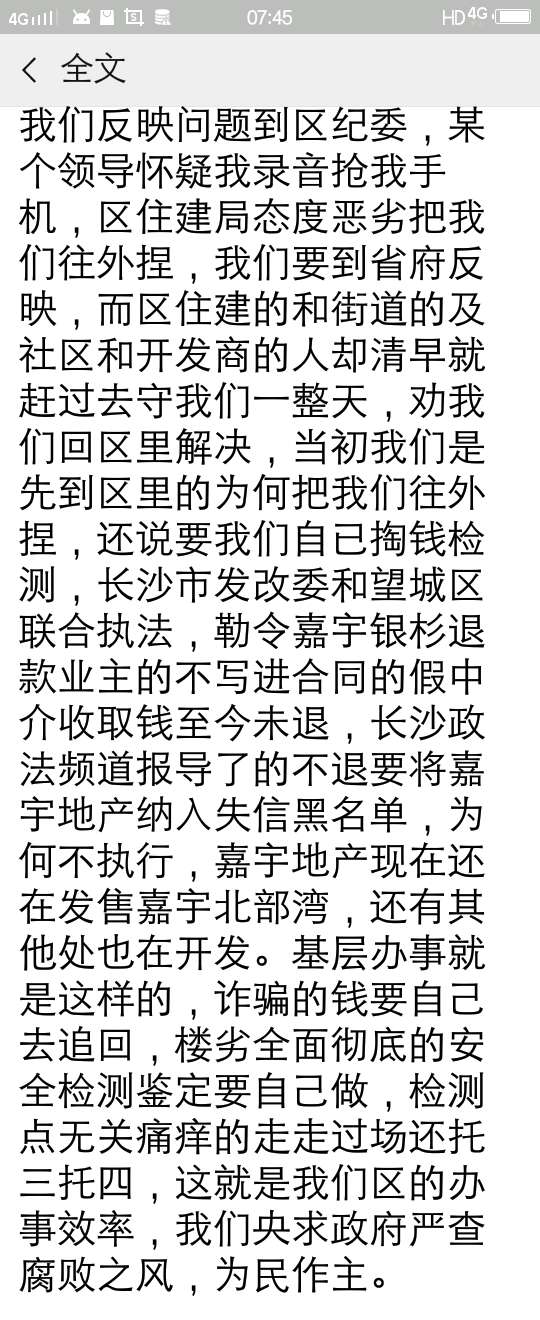 4G 07:45 HD 4G
全文
我们反映问题到区纪委，某
个领导怀疑我录音抢我手
机，区住建局态度恶劣把我
们往外捏，我们要到省府反
映，而区住建的和街道的及
社区和开发商的人却清早就
赶过去守我们一整天，劝我
们回区里解决，当初我们是
先到区里的为何把我们往外
捏，还说要我们自已掏钱检
测，长沙市发改委和望城区
联合执法，勒令嘉宇银杉退
款业主的不写进合同的假中
介收取钱至今未退，长沙政
法频道报导了的不退要将嘉
宇地产纳入失信黑名单，为
何不执行，嘉宇地产现在还
在发售嘉宇北部湾，还有其
他处也在开发。基层办事就
是这样的，诈骗的钱要自己
去追回，楼劣全面彻底的安
全检测鉴定要自己做，检测
点无关痛痒的走走过场还托
三托四，这就是我们区的办
事效率，我们央求政府严查
腐败之风，为民作主。